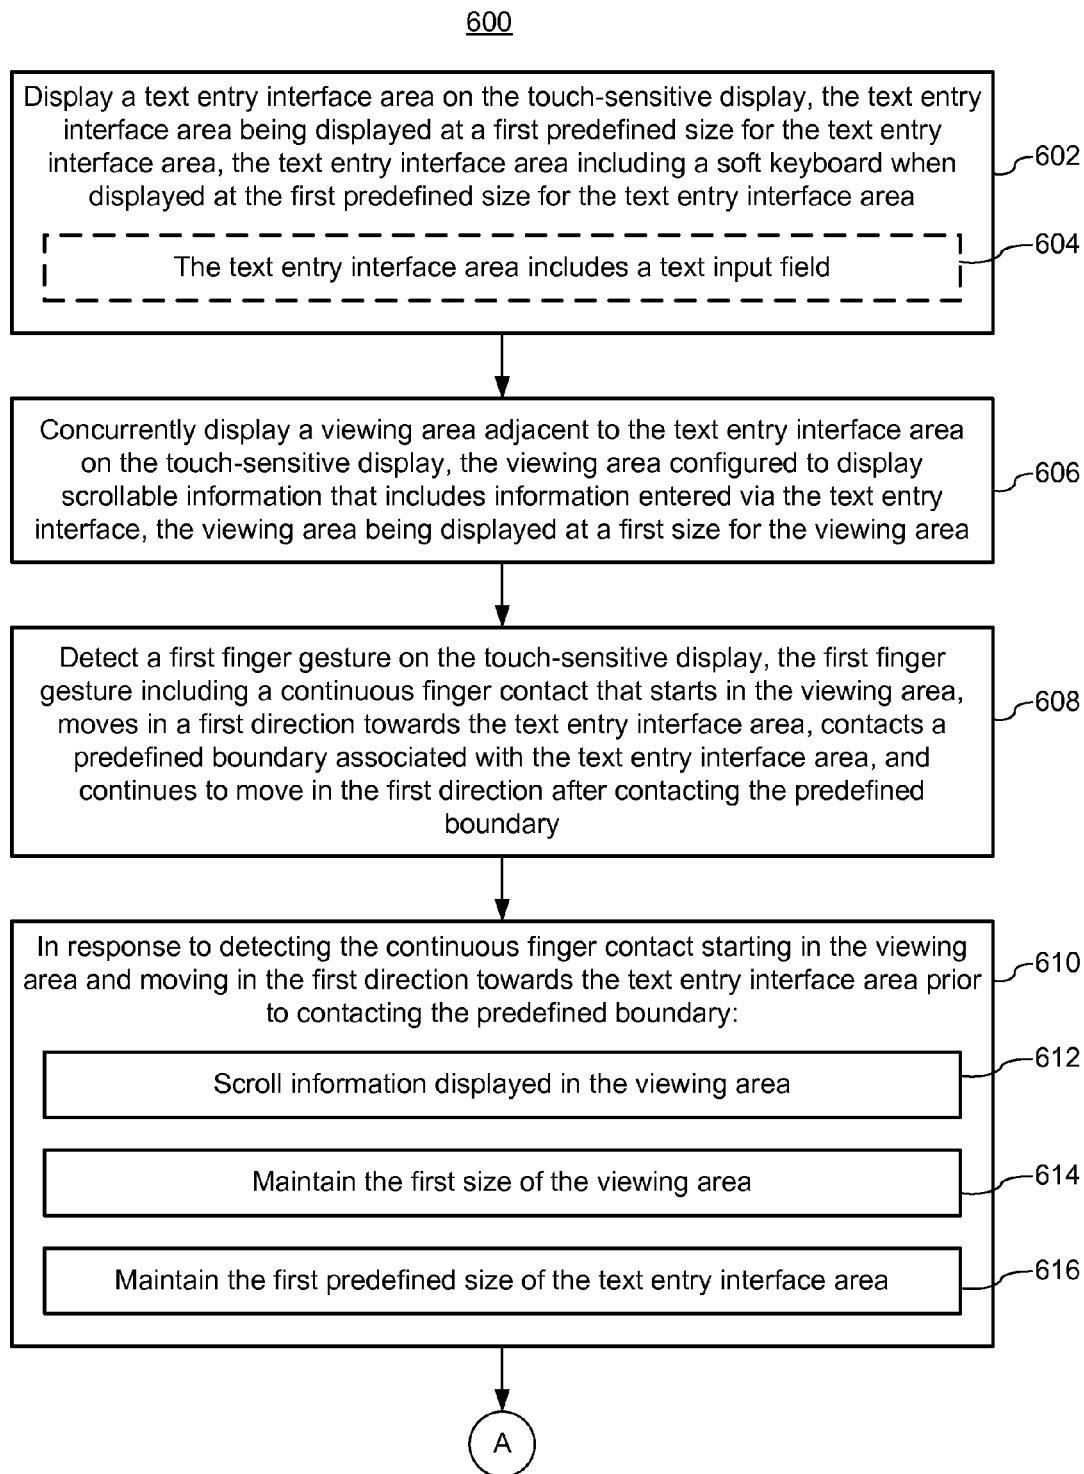 600
Display a text entry interface area on the touch-sensitive display, the text entry
interface area being displayed at a first predefined size for the text entry
interface area, the text entry interface area including a soft keyboard when
displayed at the first predefined size for the text entry interface area
602
The text entry interface area includes a text input field
604
Concurrently display a viewing area adjacent to the text entry interface area
on the touch-sensitive display, the viewing area configured to display
scrollable information that includes information entered via the text entry
interface, the viewing area being displayed at a first size for the viewing area
606
Detect a first finger gesture on the touch-sensitive display, the first finger
gesture including a continuous finger contact that starts in the viewing area,
moves in a first direction towards the text entry interface area, contacts a
predefined boundary associated with the text entry interface area, and
continues to move in the first direction after contacting the predefined
boundary
608
In response to detecting the continuous finger contact starting in the viewing
area and moving in the first direction towards the text entry interface area prior
to contacting the predefined boundary:
610
Scroll information displayed in the viewing area
612
Maintain the first size of the viewing area
614
Maintain the first predefined size of the text entry interface area
616
A